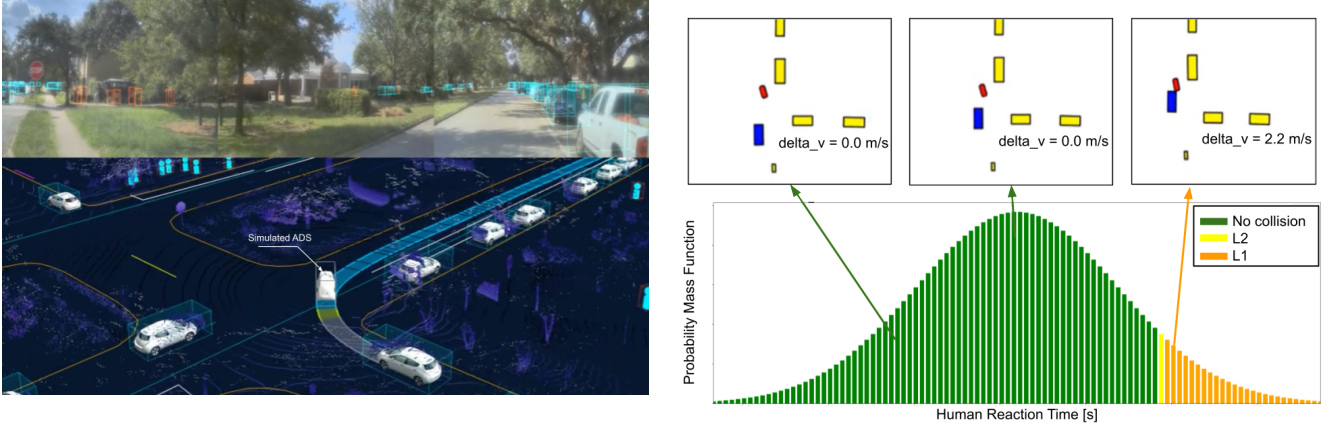 Simulated ADS
delta_v = 0.0 m/s
delta_v = 0.0 m/s
delta_v = 2.2 m/s
Probability Mass Function
No collision
L2
L1
Human Reaction Time [s]